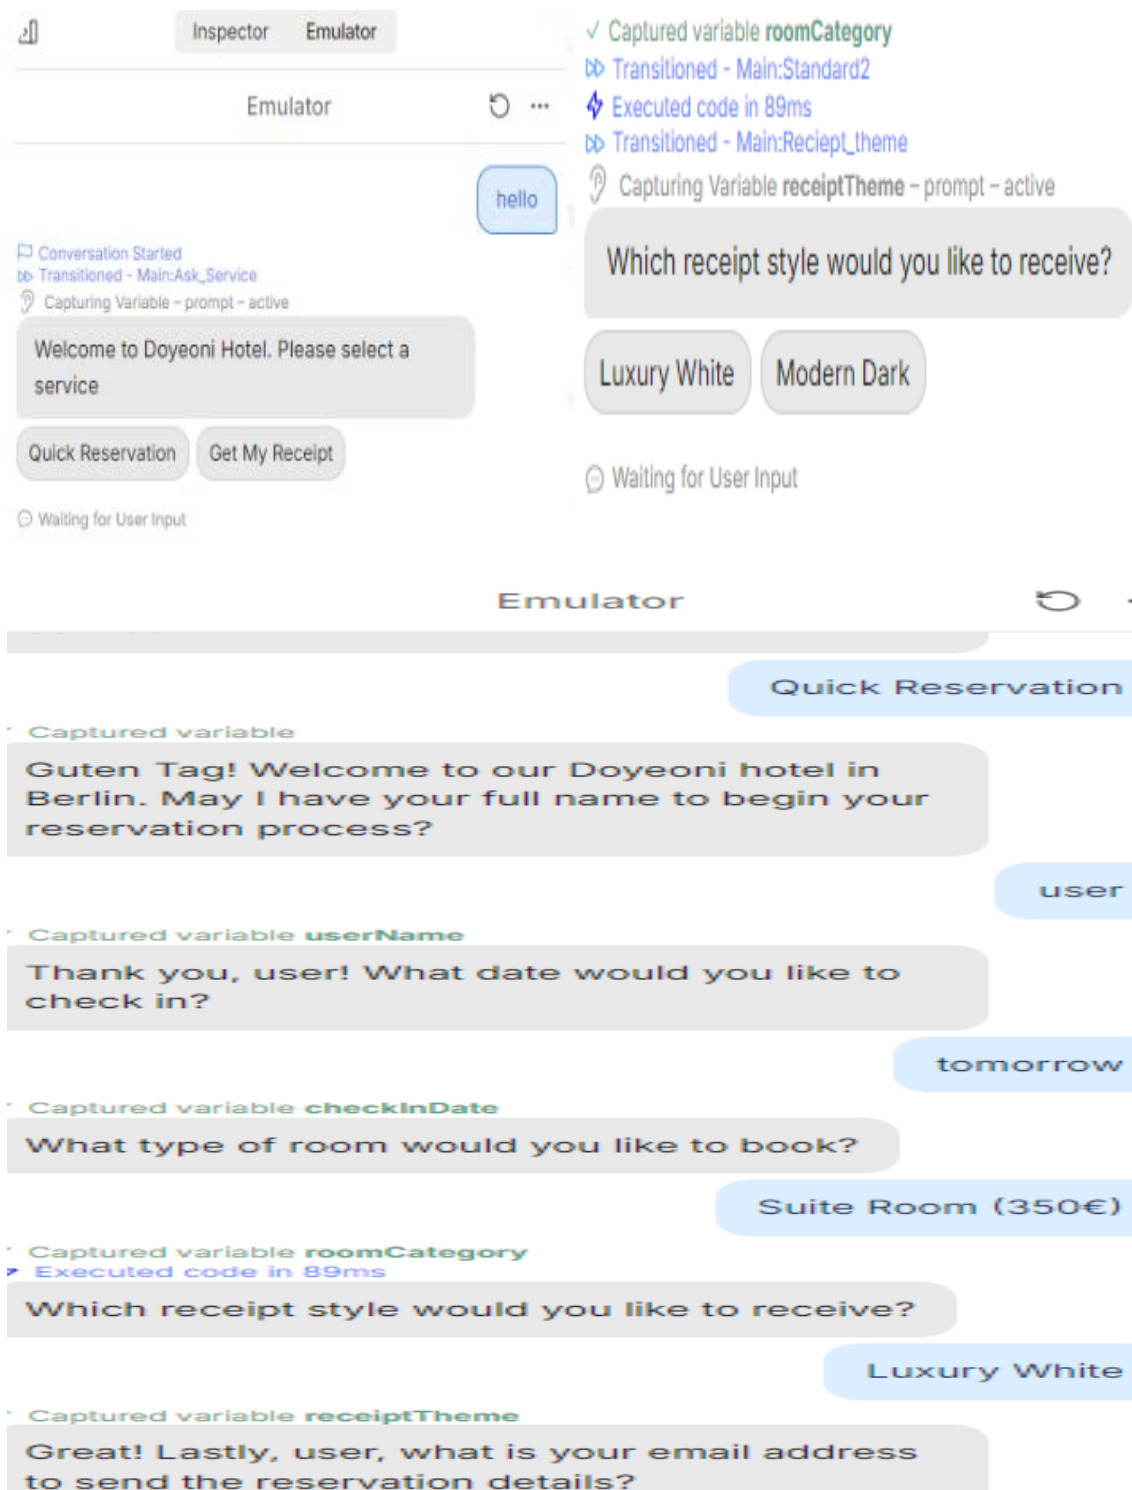 Inspector Emulator
Emulator
hello
Conversation Started
Transitioned - Main:Ask_Service
Capturing Variable – prompt – active
Welcome to Doyeoni Hotel. Please select a
service
Quick Reservation Get My Receipt
Waiting for User Input
Captured variable roomCategory
Transitioned - Main:Standard2
Executed code in 89ms
Transitioned - Main:Reciept_theme
Capturing Variable receiptTheme – prompt – active
Which receipt style would you like to receive?
Luxury White Modern Dark
Waiting for User Input
Emulator
Quick Reservation
Captured variable
Guten Tag! Welcome to our Doyeoni hotel in
Berlin. May I have your full name to begin your
reservation process?
user
Captured variable userName
Thank you, user! What date would you like to
check in?
tomorrow
Captured variable checkInDate
What type of room would you like to book?
Suite Room (350€)
Captured variable roomCategory
Executed code in 89ms
Which receipt style would you like to receive?
Luxury White
Captured variable receiptTheme
Great! Lastly, user, what is your email address
to send the reservation details?